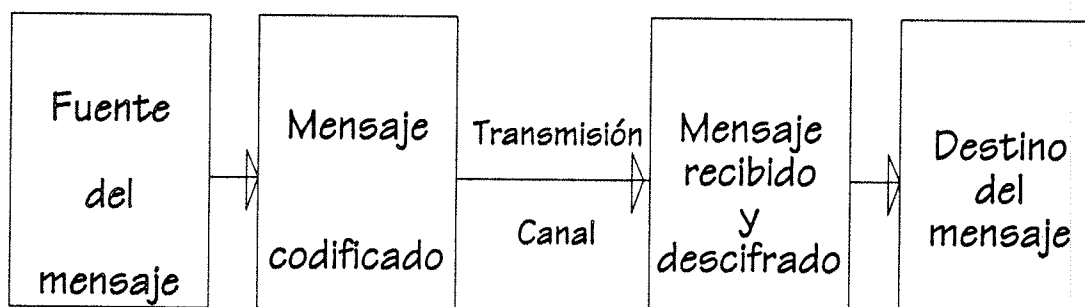 Fuente
del
mensaje
Mensaje
codificado
Transmisión
Canal
Mensaje
recibido
y
descifrado
Destino
del
mensaje